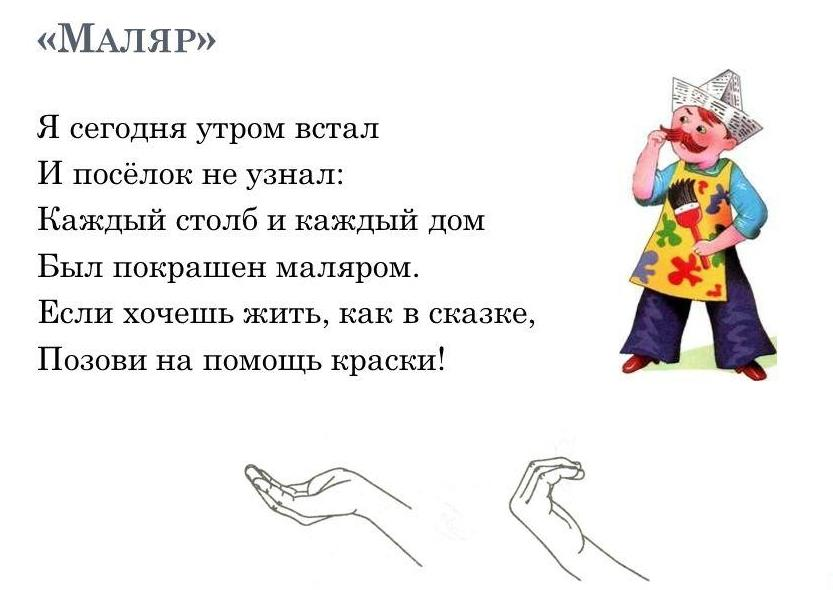 «Маляр»
Я сегодня утром встал
И посёлок не узнал:
Каждый столб и каждый дом
Был покрашен маляром.
Если хочешь жить, как в сказке,
Позови на помощь краски!